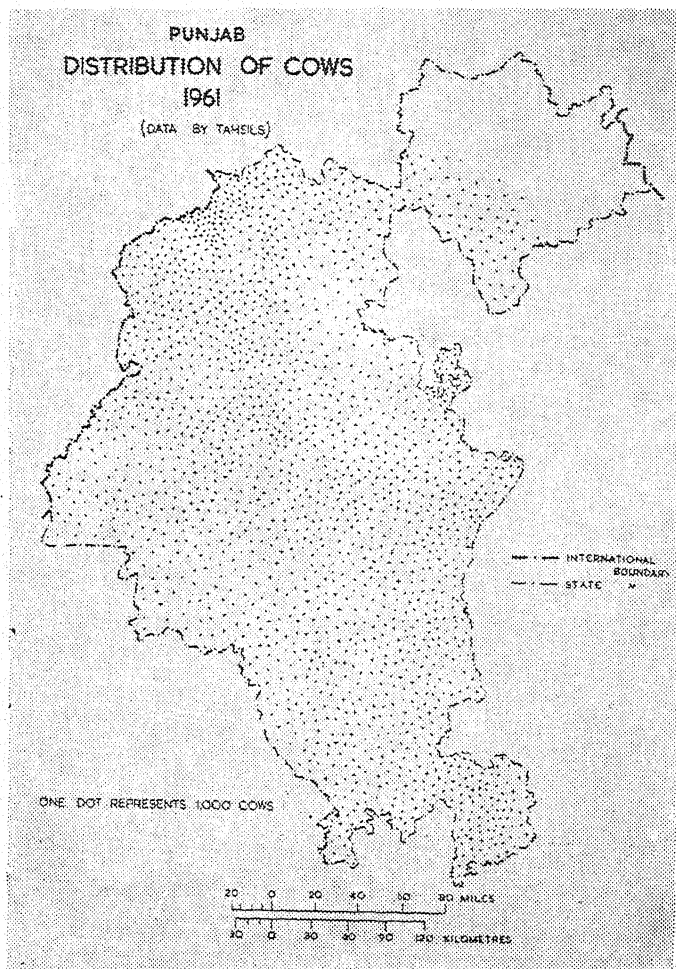 PUNJAB
DISTRIBUTION OF COWS
1961
(DATA BY TAHSILS)
INTERNATIONAL
BOUNDARY
STATE "
ONE DOT REPRESENTS 1,000 COWS
20 0 20 40 60 80 MILES
30 0 30 60 90 120 KILOMETRES